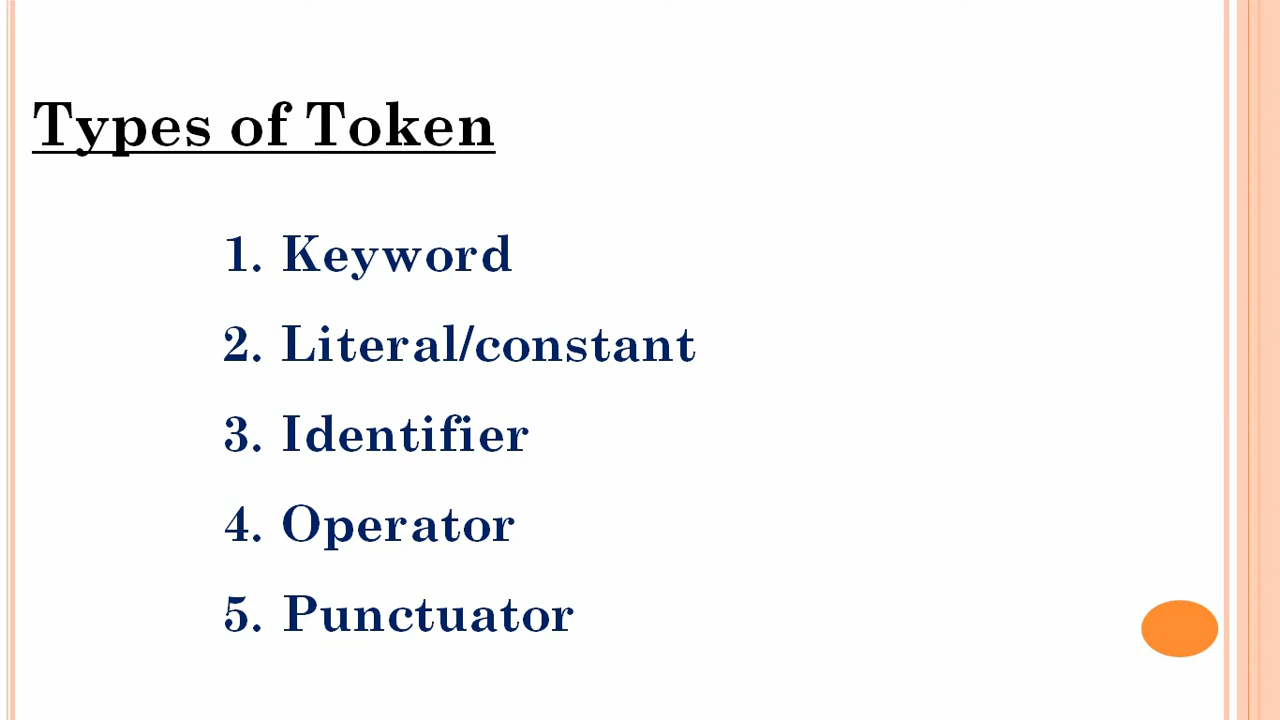 Types of Token
1. Keyword
2. Literal/constant
3. Identifier
4. Operator
5. Punctuator